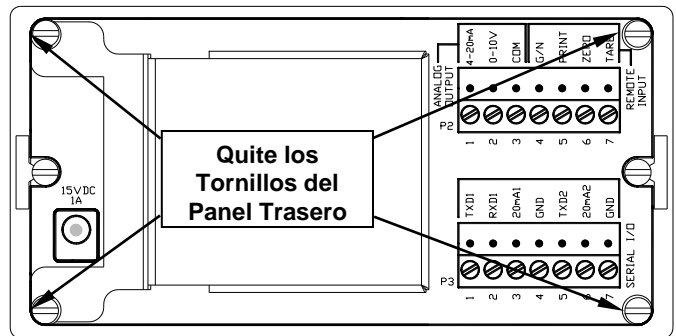 4-20mA
0-10V
COM
G/N
PRINT
ZERO
TARE
ANALOG
OUTPUT
REMOTE
INPUT
P2
1 2 3 4 5 6 7
Quite los
Tornillos del
Panel Trasero
15VDC
1A
TXD1
RXD1
20mA1
GND
TXD2
20mA2
GND
SERIAL I/O
P3
1 2 3 4 5 6 7